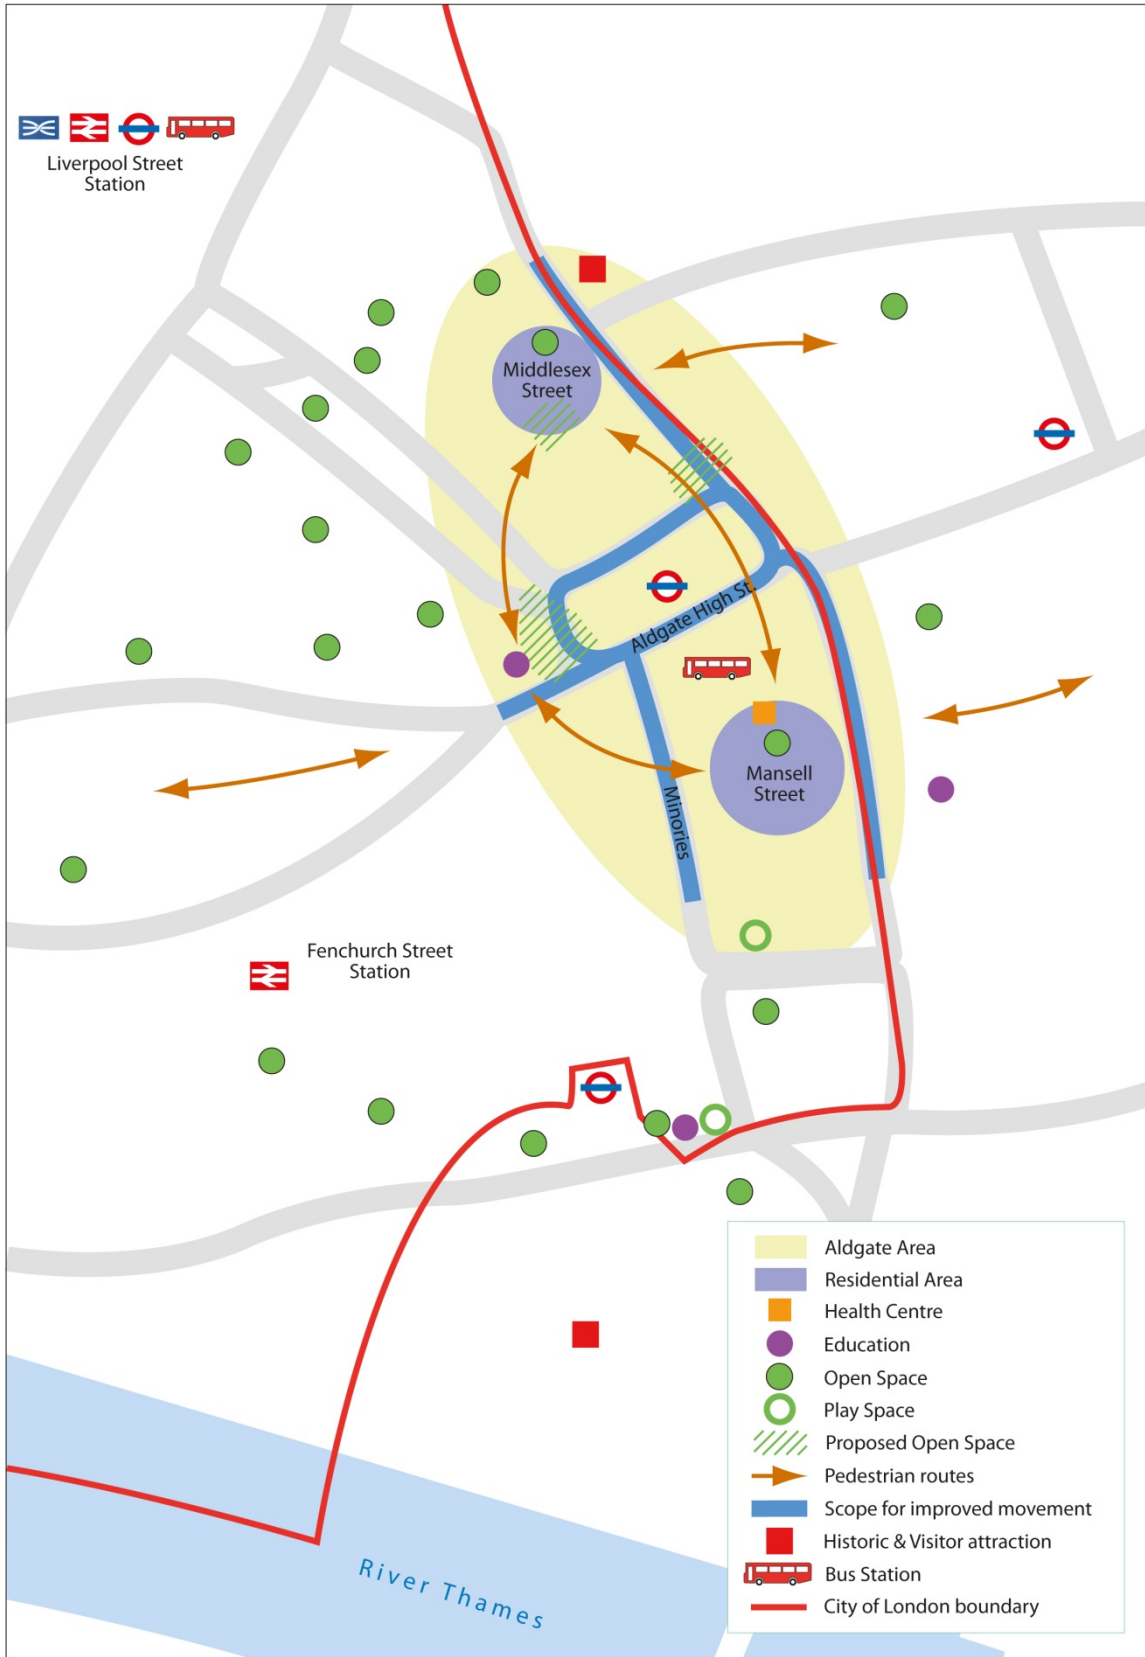 Liverpool Street
Station
Middlesex
Street
Aldgate High St.
Mansell
Street
Minories
Fenchurch Street
Station
River Thames
Aldgate Area
Residential Area
Health Centre
Education
Open Space
Play Space
Proposed Open Space
Pedestrian routes
Scope for improved movement
Historic & Visitor attraction
Bus Station
City of London boundary